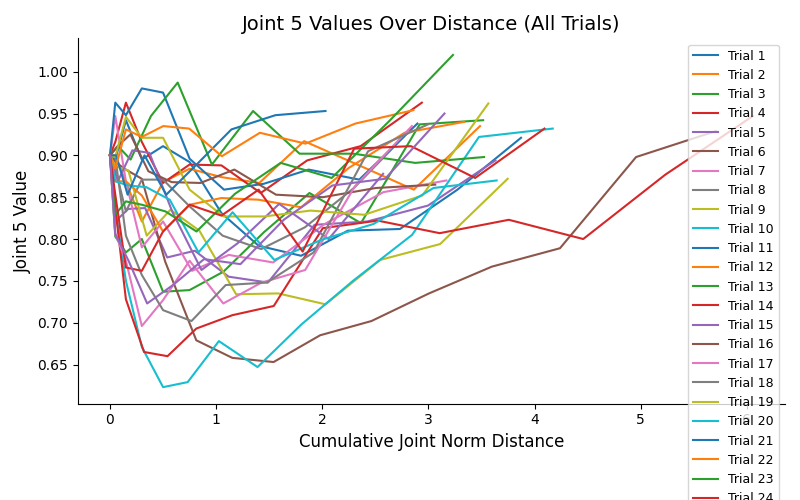 Joint 5 Values Over Distance (All Trials)
Joint 5 Value
1.00
0.95
0.90
0.85
0.80
0.75
0.70
0.65
0
1
2
3
4
5
Cumulative Joint Norm Distance
Trial 1
Trial 2
Trial 3
Trial 4
Trial 5
Trial 6
Trial 7
Trial 8
Trial 9
Trial 10
Trial 11
Trial 12
Trial 13
Trial 14
Trial 15
Trial 16
Trial 17
Trial 18
Trial 19
Trial 20
Trial 21
Trial 22
Trial 23
Trial 24